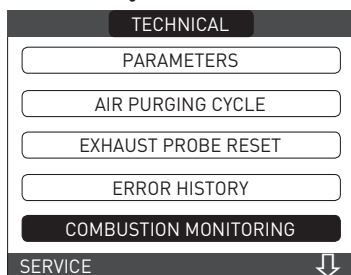 TECHNICAL
PARAMETERS
AIR PURGING CYCLE
EXHAUST PROBE RESET
ERROR HISTORY
COMBUSTION MONITORING
SERVICE